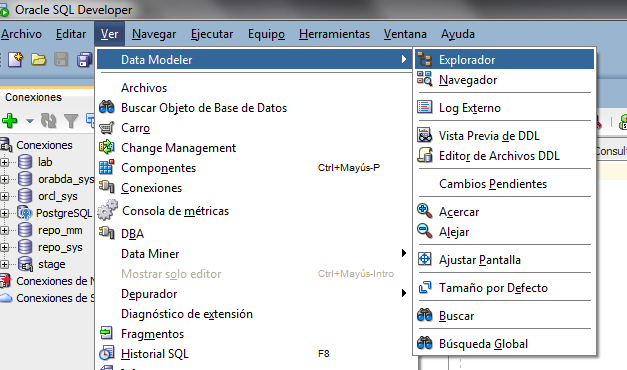 Oracle SQL Developer
Archivo Editar Ver Navegar Ejecutar Equipo Herramientas Ventana Ayuda
Conexiones
Conexiones
lab
orabda_sys
orcl_sys
PostgreSQL
repo_mm
repo_sys
stage
Conexiones de N
Conexiones de S
Data Modeler
Archivos
Buscar Objeto de Base de Datos
Carro
Change Management
Componentes Ctrl+Mayús-P
Conexiones
Consola de métricas
DBA
Data Miner
Mostrar solo editor Ctrl+Mayús-Intro
Depurador
Diagnóstico de extensión
Fragmentos
Historial SQL F8
Explorador
Navegador
Log Externo
Vista Previa de DDL
Editor de Archivos DDL
Cambios Pendientes
Acercar
Alejar
Ajustar Pantalla
Tamaño por Defecto
Buscar
Búsqueda Global
Consult